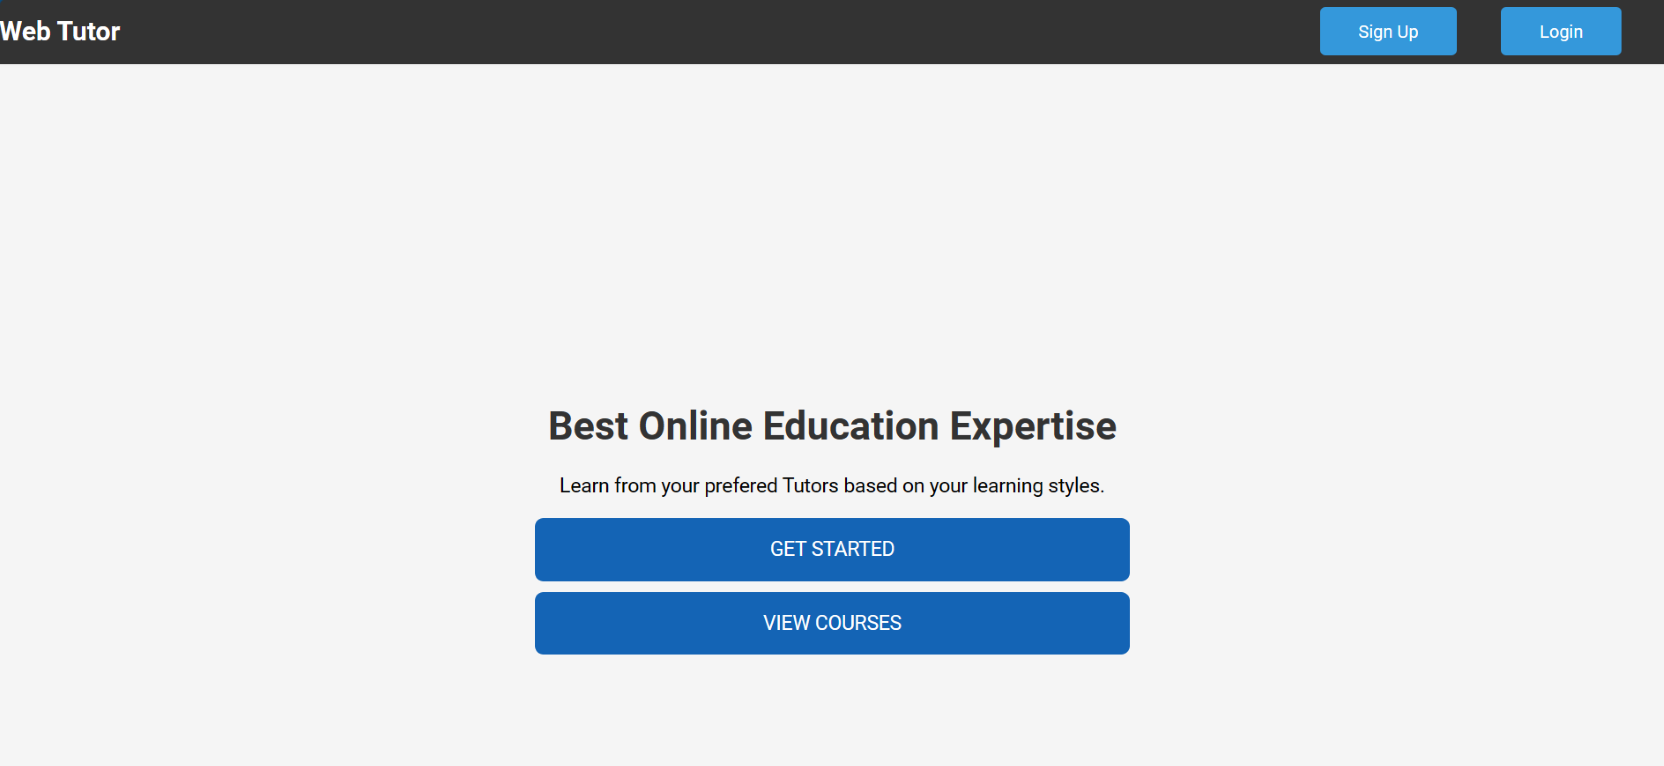 Web Tutor
Sign Up
Login
Best Online Education Expertise
Learn from your prefered Tutors based on your learning styles.
GET STARTED
VIEW COURSES